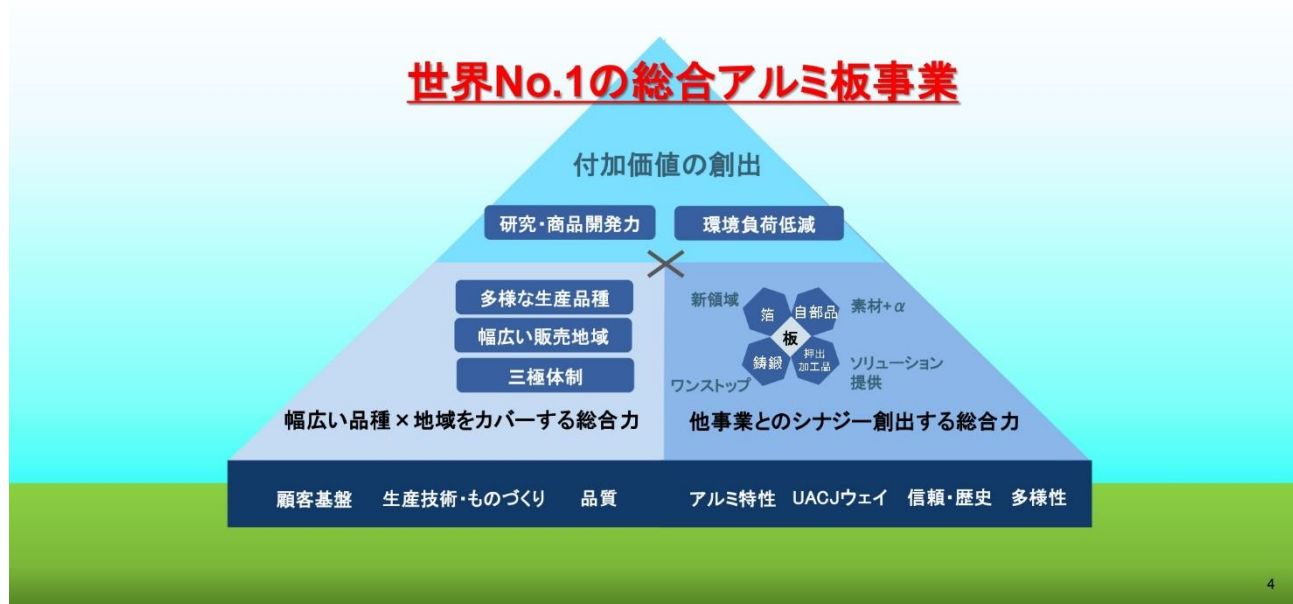 世界No.1の総合アルミ板事業
付加価値の創出
研究・商品開発力
環境負荷低減
多様な生産品種
幅広い販売地域
三極体制
幅広い品種×地域をカバーする総合力
新領域
箔
自部品
素材+α
板
鋳鍛
押出
加工品
ワンストップ
ソリューション
提供
他事業とのシナジー創出する総合力
顧客基盤 生産技術・ものづくり 品質 アルミ特性 UACJウェイ 信頼・歴史 多様性
4